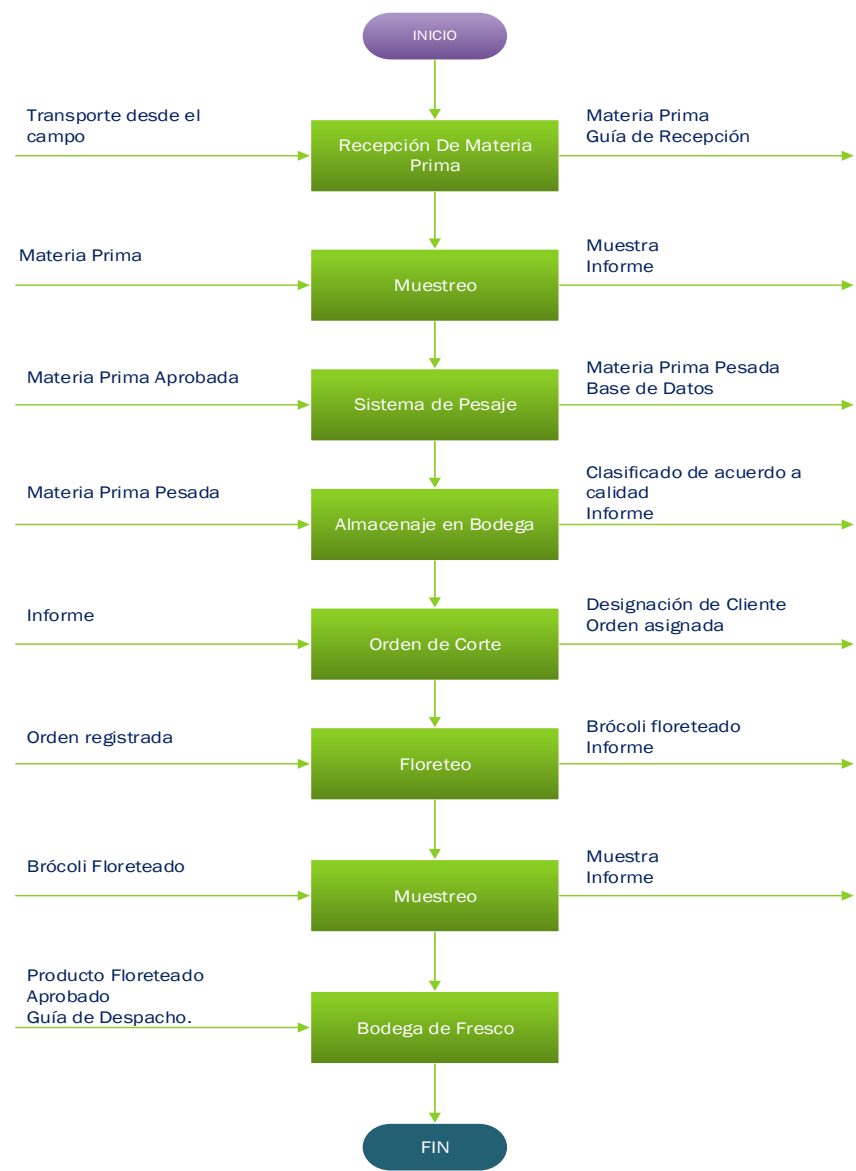 INICIO
Transporte desde el
campo
Recepción De Materia
Prima
Materia Prima
Guía de Recepción
Materia Prima
Muestreo
Muestra
Informe
Materia Prima Aprobada
Sistema de Pesaje
Materia Prima Pesada
Base de Datos
Materia Prima Pesada
Almacenaje en Bodega
Clasificado de acuerdo a
calidad
Informe
Informe
Orden de Corte
Designación de Cliente
Orden asignada
Orden registrada
Floreteo
Brócoli floreteado
Informe
Brócoli Floreteado
Muestreo
Muestra
Informe
Producto Floreteado
Aprobado
Guía de Despacho.
Bodega de Fresco
FIN